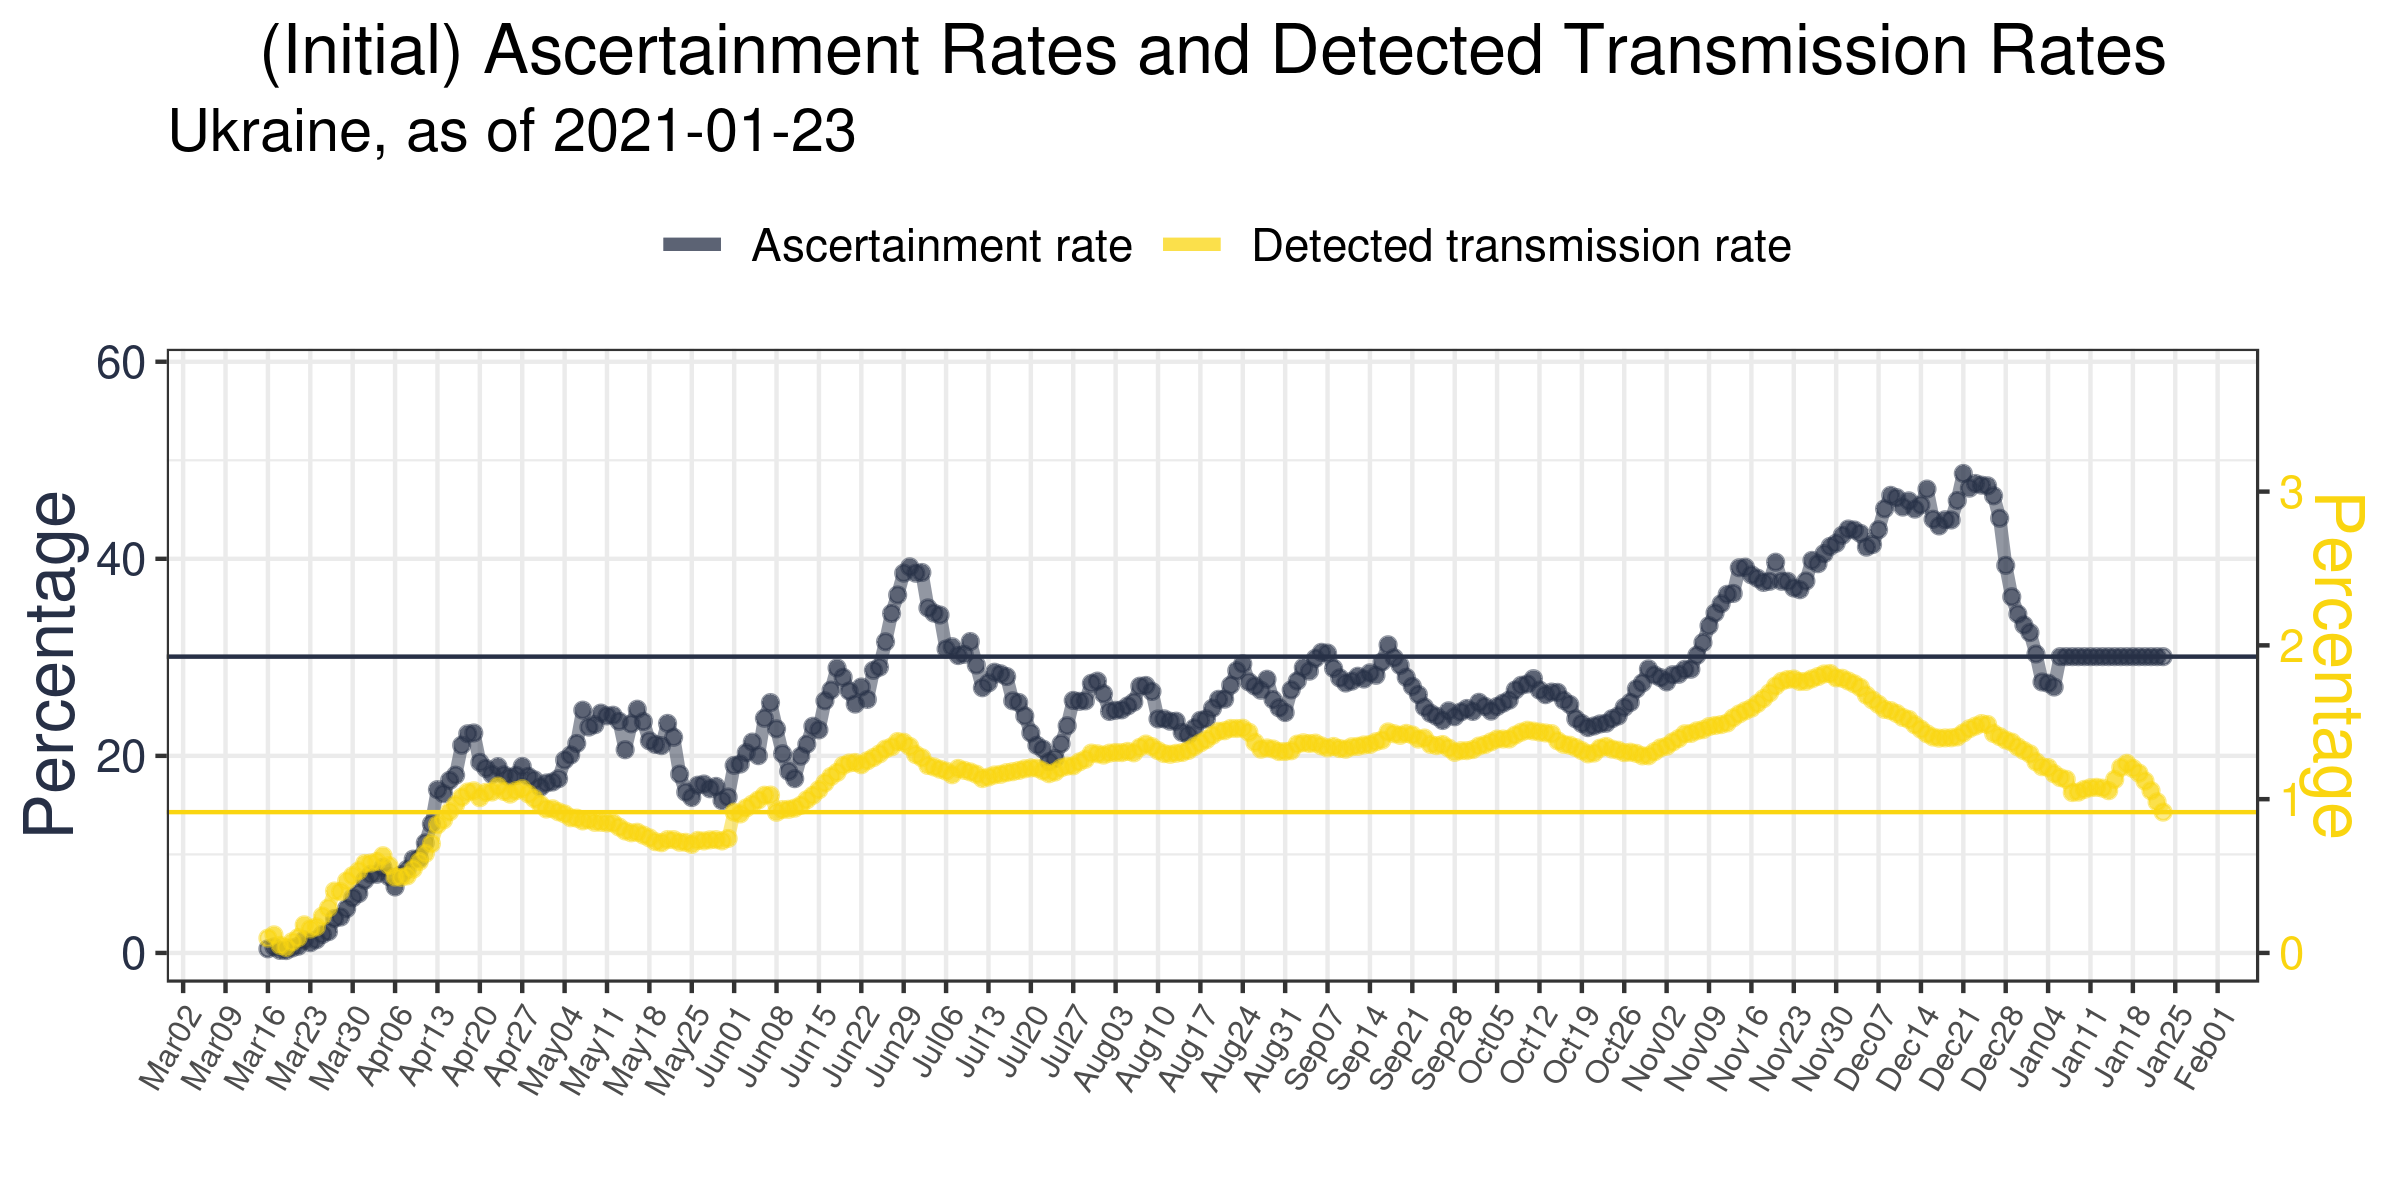 (Initial) Ascertainment Rates and Detected Transmission Rates
Ukraine, as of 2021-01-23
Ascertainment rate Detected transmission rate
Percentage
60
40
20
0
3
2
1
0
Percentage
Mar02 Mar09 Mar16 Mar23 Mar30 Apr06 Apr13 Apr20 Apr27 May04 May11 May18 May25 Jun01 Jun08 Jun15 Jun22 Jun29 Jul06 Jul13 Jul20 Jul27 Aug03 Aug10 Aug17 Aug24 Aug31 Sep07 Sep14 Sep21 Sep28 Oct05 Oct12 Oct19 Oct26 Nov02 Nov09 Nov16 Nov23 Nov30 Dec07 Dec14 Dec21 Dec28 Jan04 Jan11 Jan18 Jan25 Feb01